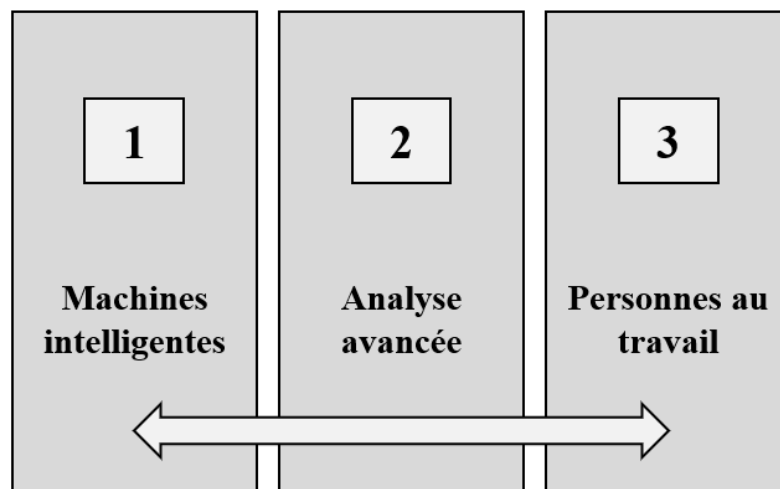 1
Machines
intelligentes
2
Analyse
avancée
3
Personnes au
travail